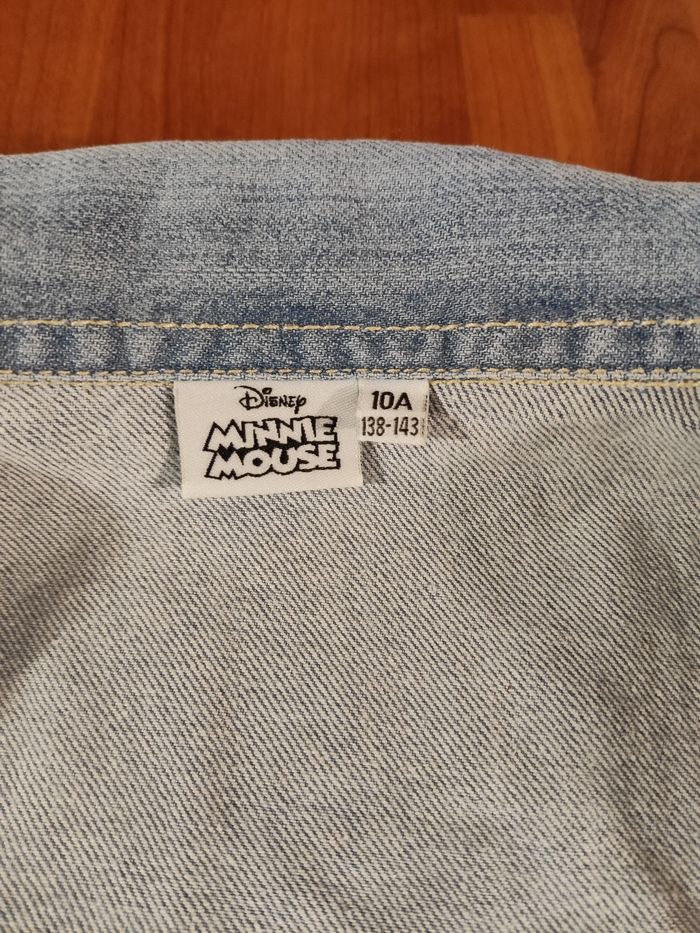 Disney
MINNIE
MOUSE
10A
138-143